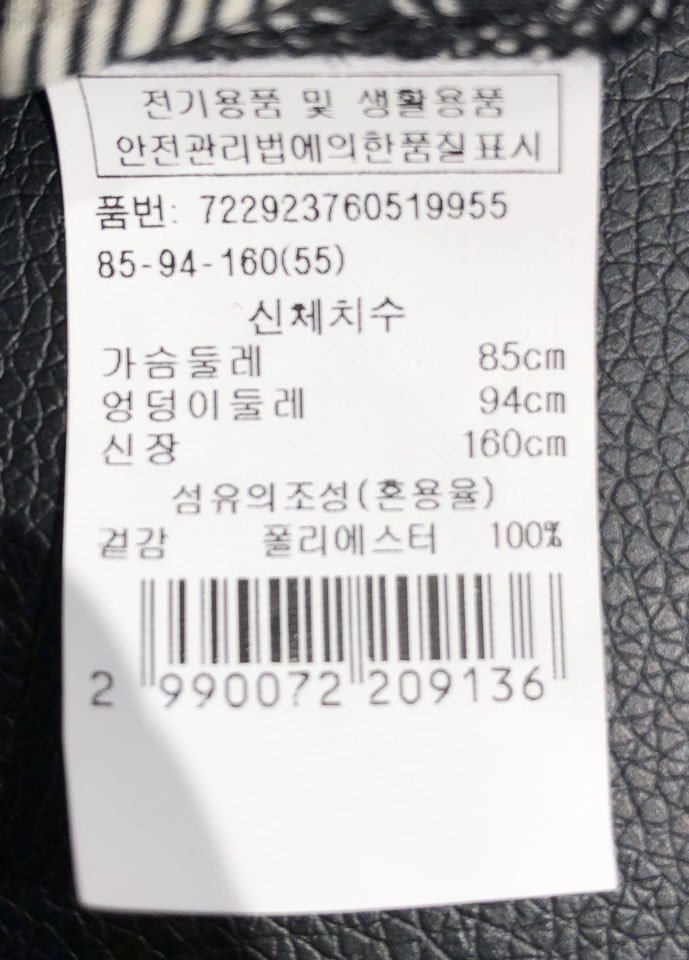 전기용품 및 생활용품
안전관리법에의한품질표시
품번: 722923760519955
85-94-160(55)
신체치수
가슴둘레 85cm
엉덩이둘레 94cm
신장 160cm
섬유의조성(혼용율)
겉감 폴리에스터 100%
2 990072 209136